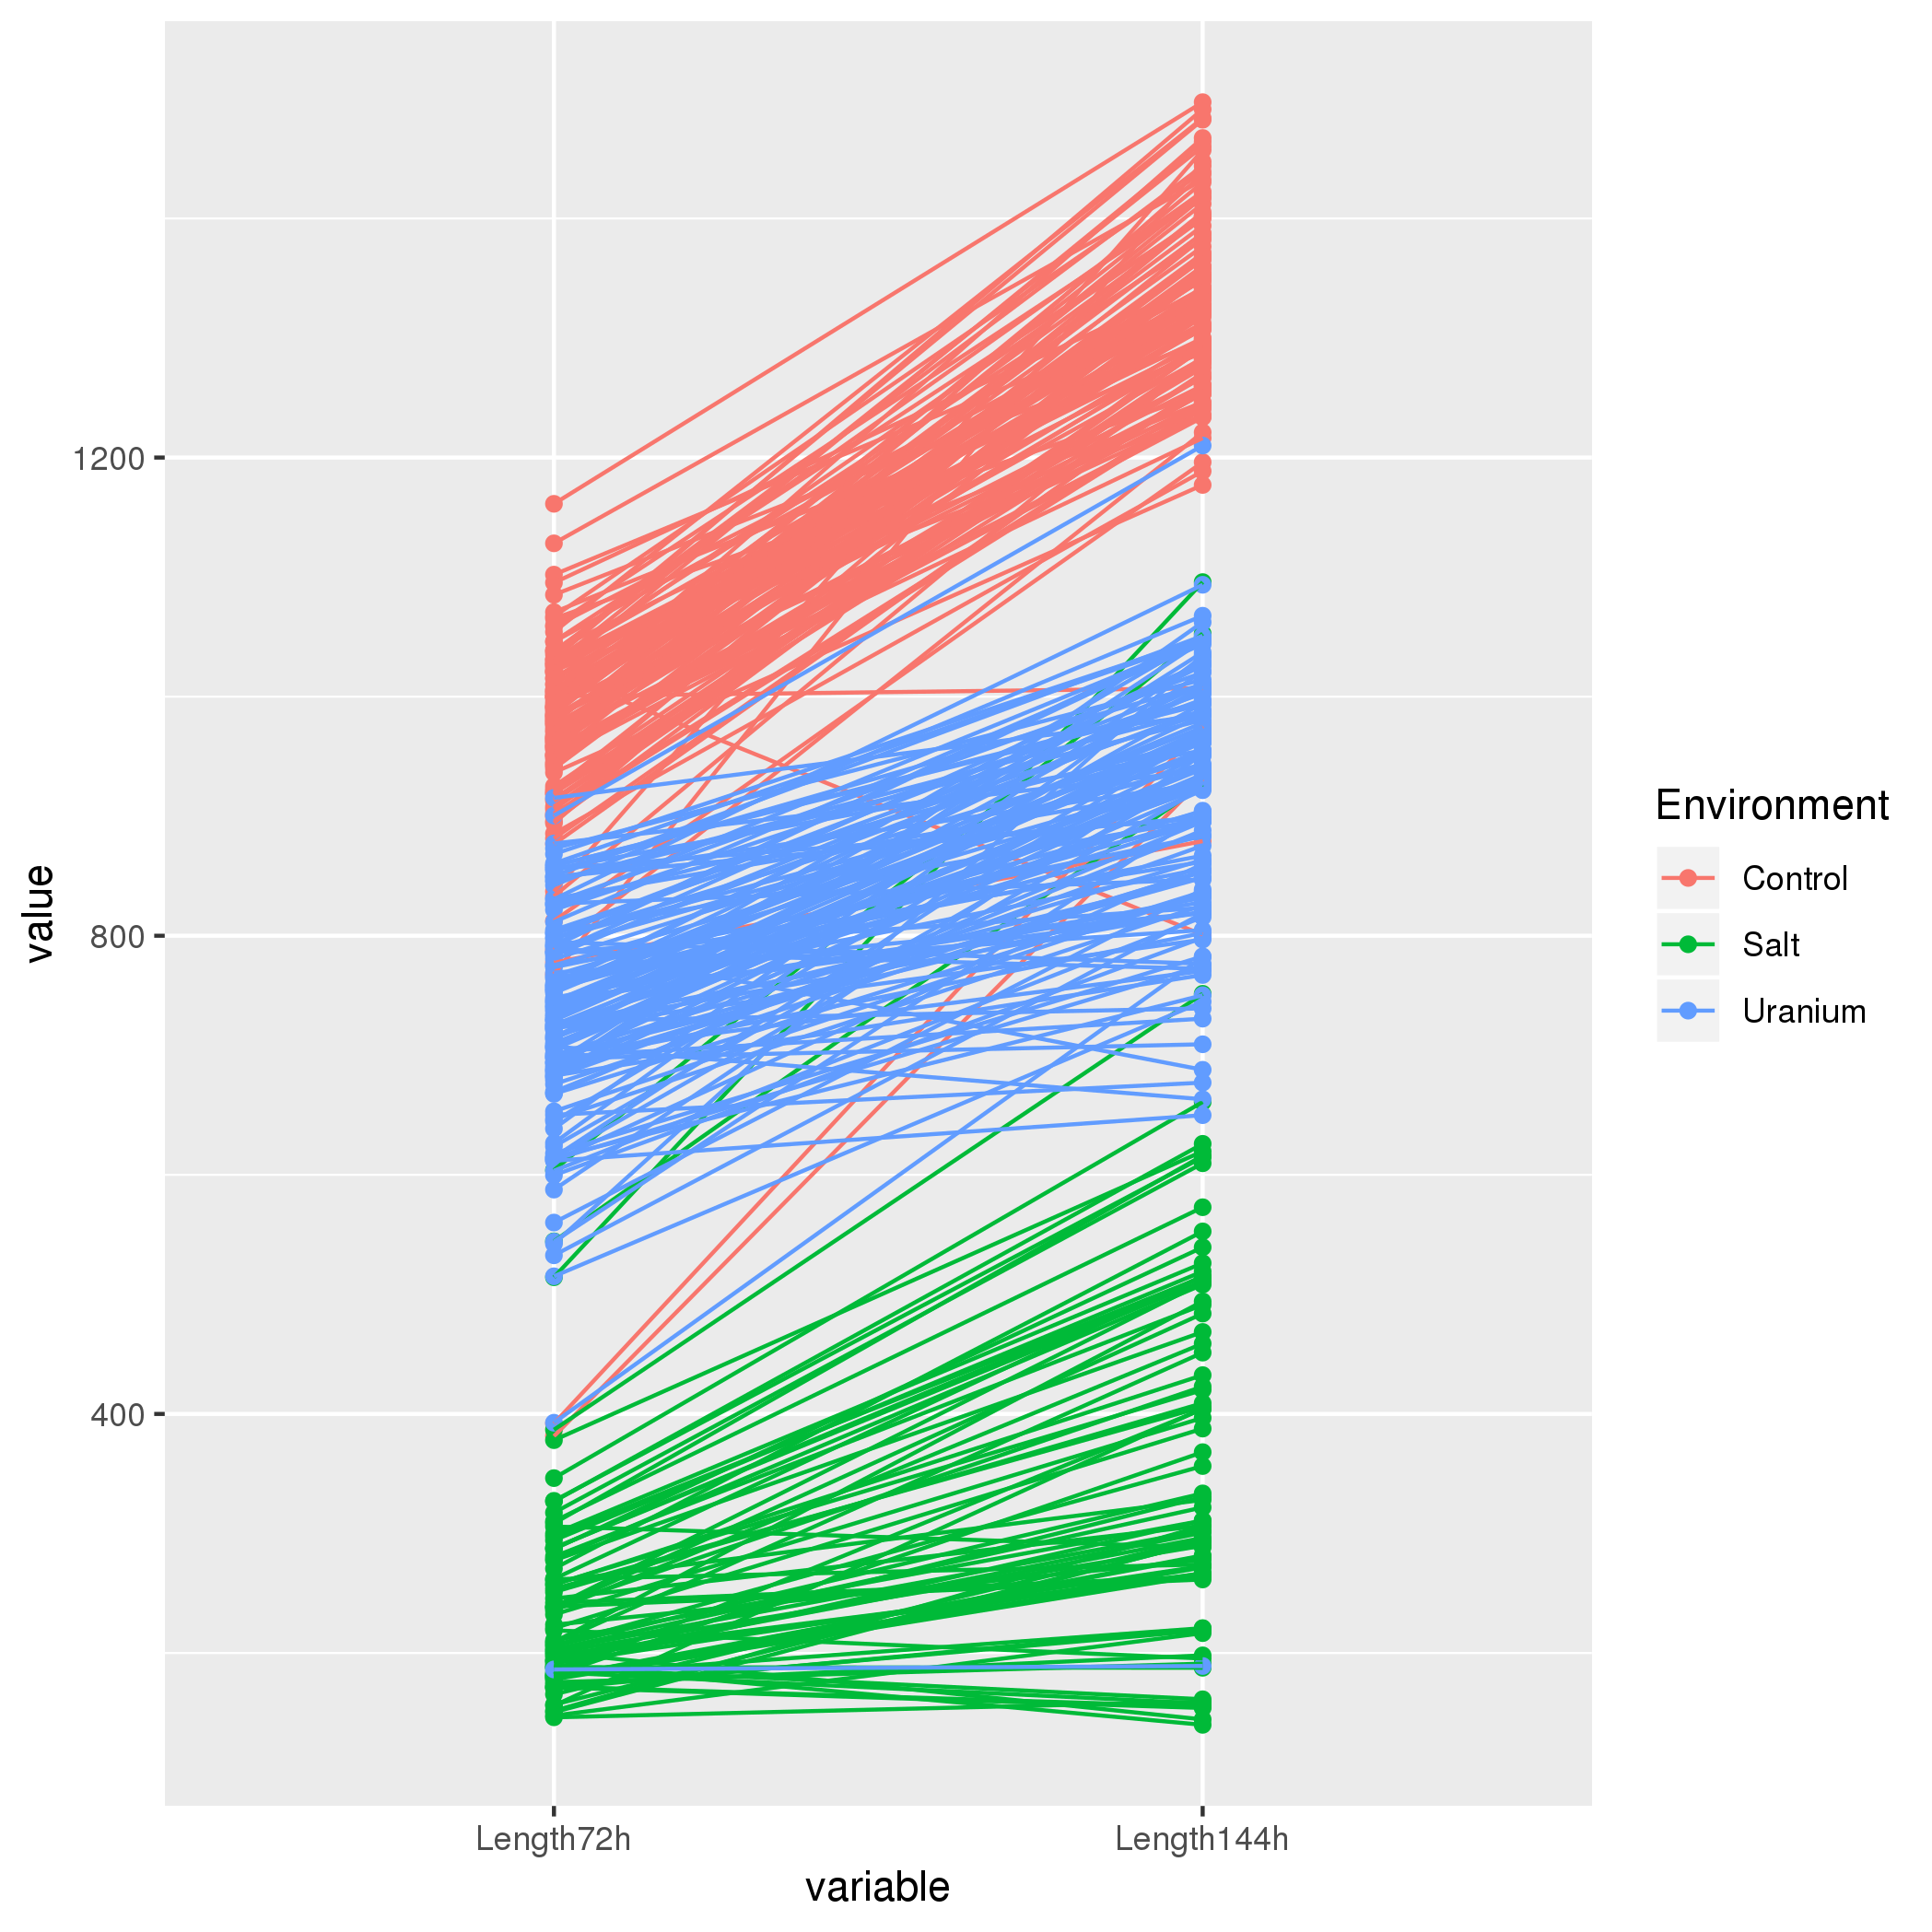 1200
800
400
value
Length72h
Length144h
variable
Environment
Control
Salt
Uranium